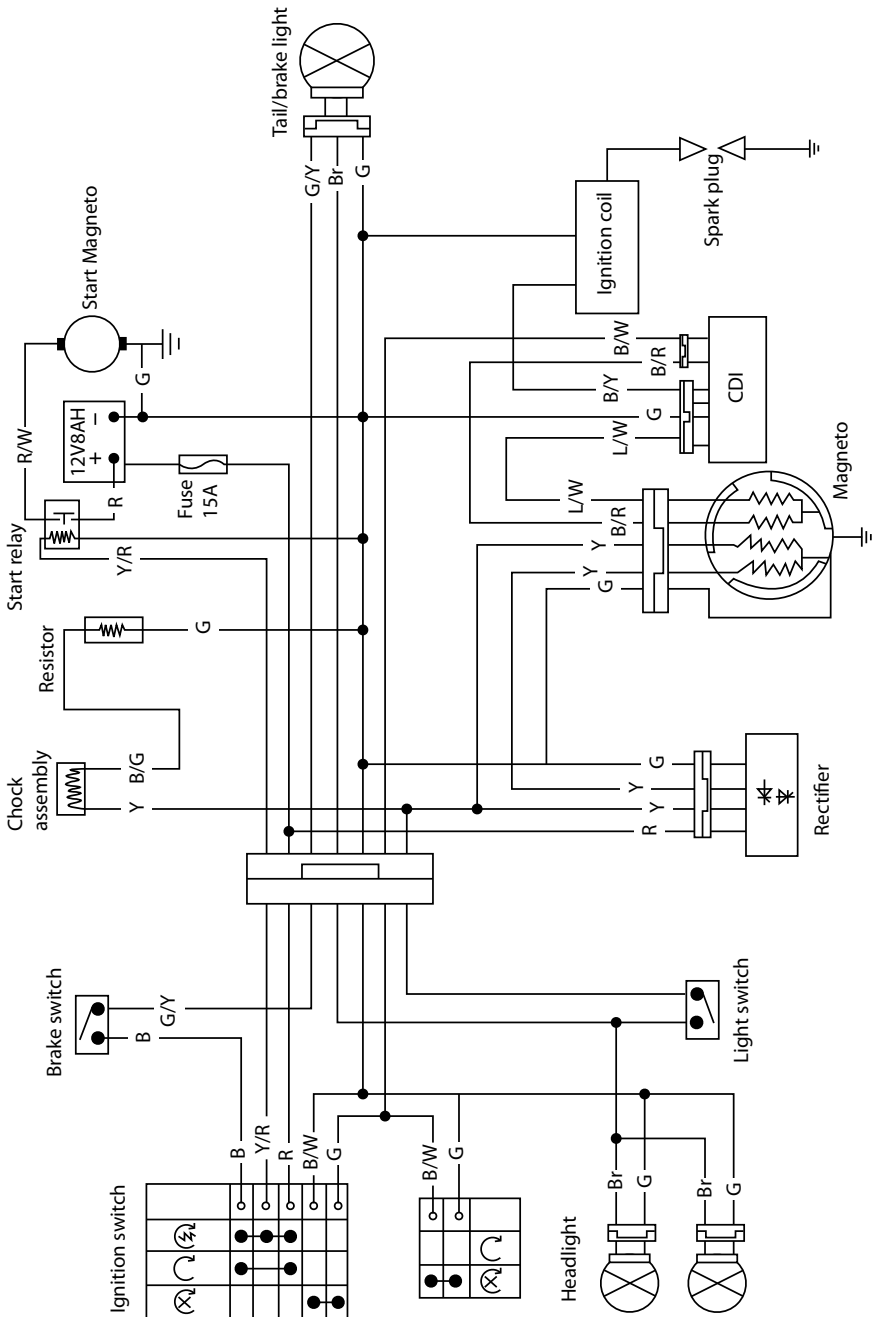 Tail/brake light
G/Y
Br
G
Start Magneto
R/W
G
12V8AH
+
−
R
Fuse
15A
Start relay
Y/R
Resistor
G
Chock
assembly
B/G
Y
Spark plug
Ignition coil
B/W
B/R
B/Y
G
L/W
CDI
L/W
B/R
Y
Y
G
Magneto
G
Y
Y
R
Rectifier
Brake switch
G/Y
B
Light switch
B
Y/R
R
B/W
G
Ignition switch
B/W
G
Headlight
Br
G
Br
G